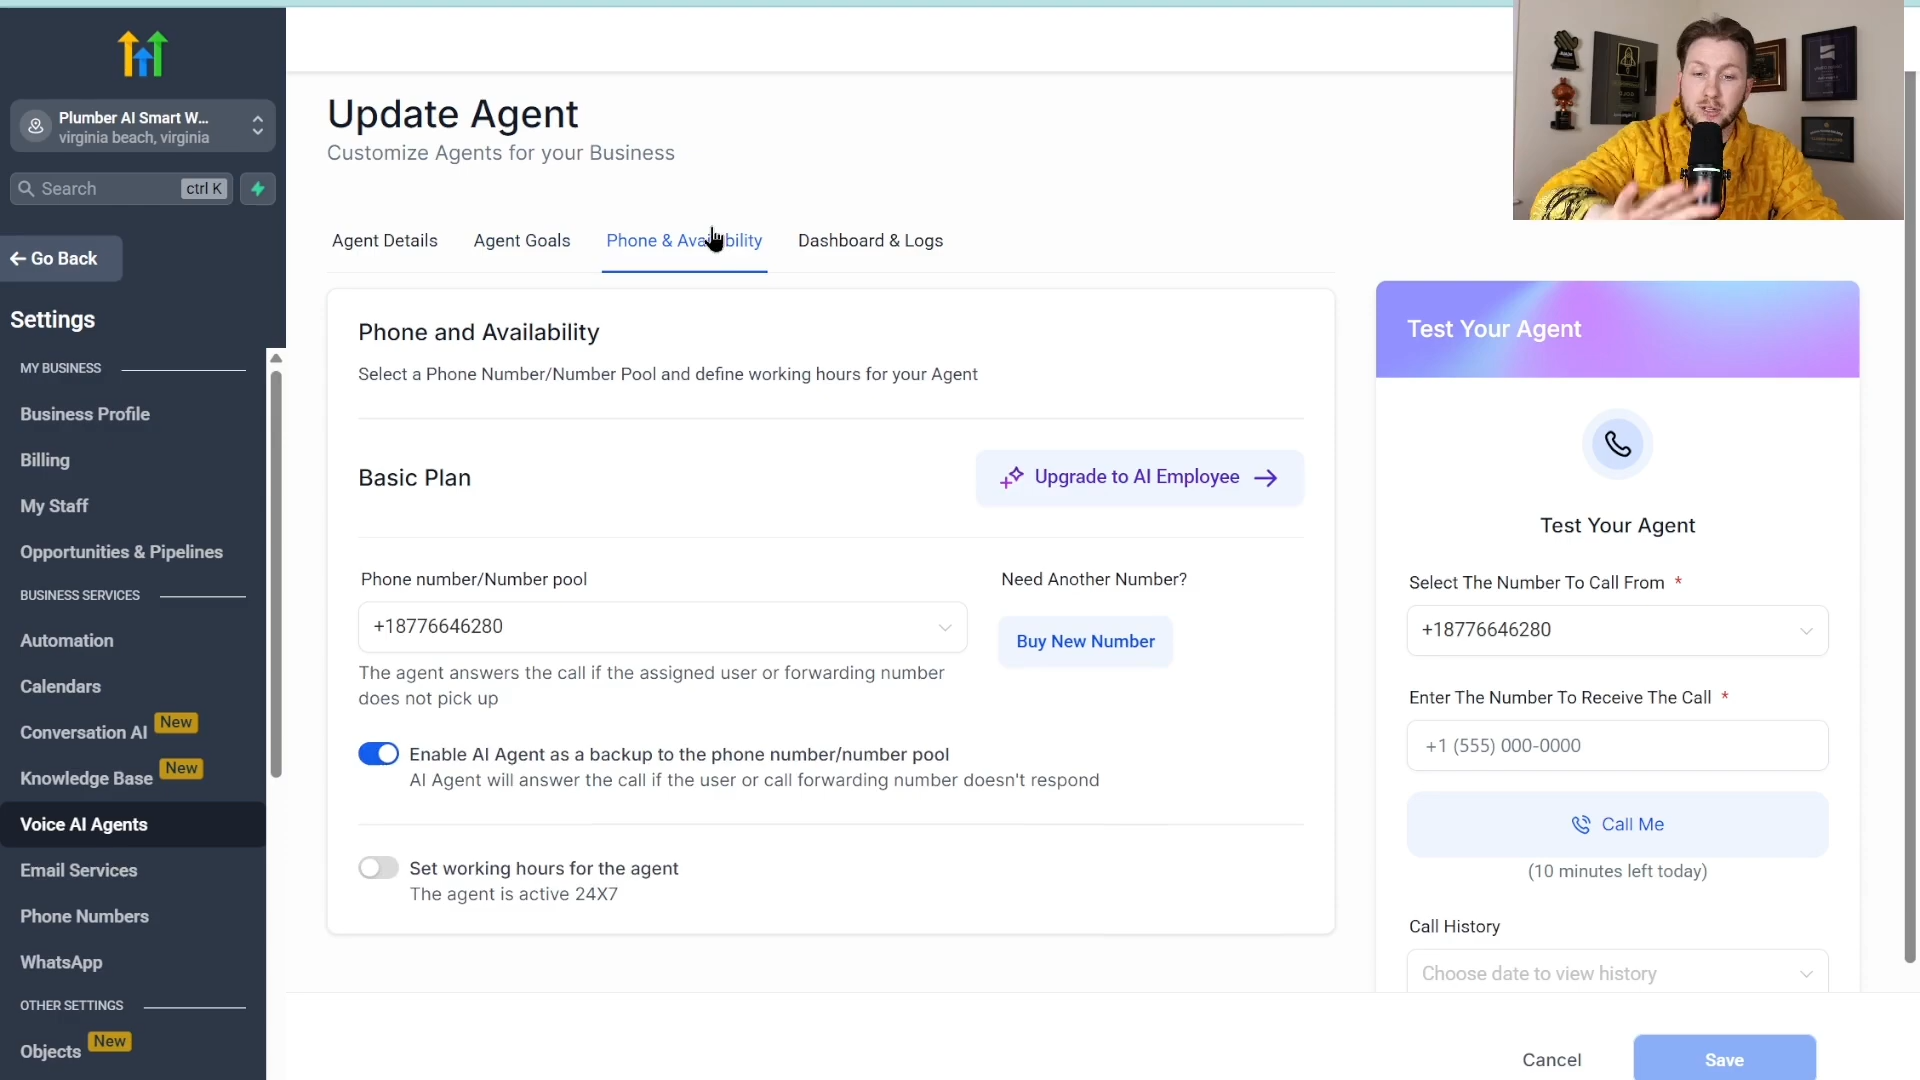 Plumber AI Smart W...
virginia beach, virginia
Search
ctrl K
Go Back
Settings
MY BUSINESS
Business Profile
Billing
My Staff
Opportunities & Pipelines
BUSINESS SERVICES
Automation
Calendars
Conversation AI New
Knowledge Base New
Voice AI Agents
Email Services
Phone Numbers
WhatsApp
OTHER SETTINGS
Objects New
Update Agent
Customize Agents for your Business
Agent Details
Agent Goals
Phone & Availability
Dashboard & Logs
Phone and Availability
Select a Phone Number/Number Pool and define working hours for your Agent
Basic Plan
Upgrade to AI Employee
Phone number/Number pool
+18776646280
The agent answers the call if the assigned user or forwarding number
does not pick up
Need Another Number?
Buy New Number
Enable AI Agent as a backup to the phone number/number pool
AI Agent will answer the call if the user or call forwarding number doesn't respond
Set working hours for the agent
The agent is active 24X7
Test Your Agent
Test Your Agent
Select The Number To Call From *
+18776646280
Enter The Number To Receive The Call *
+1 (555) 000-0000
Call Me
(10 minutes left today)
Call History
Choose date to view history
Cancel
Save